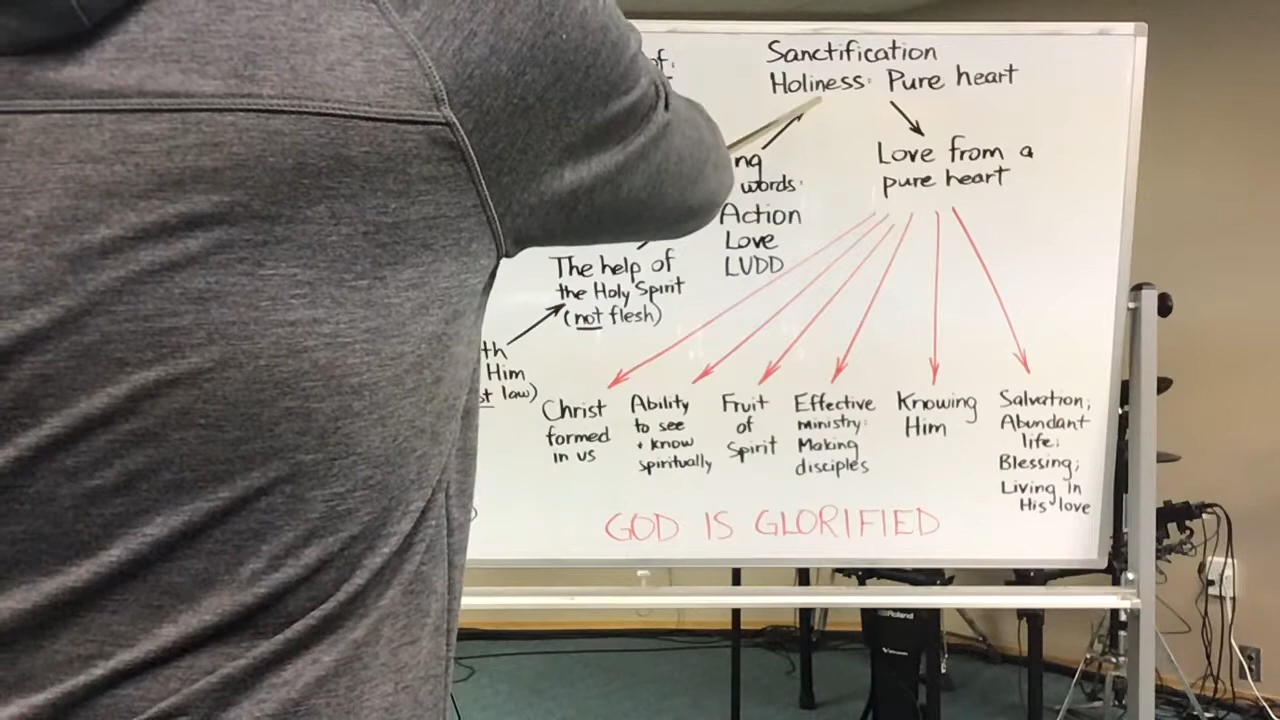 of:
Sanctification
Holiness: Pure heart
Love from a
pure heart
words:
Action
Love
LUDD
The help of
the Holy Spirit
(not flesh)
Him
law)
Christ
formed
in us
Ability
to see
+ know
spiritually
Fruit
of
Spirit
Effective
ministry:
Making
disciples
Knowing
Him
Salvation;
Abundant
life;
Blessing;
Living in
His love
GOD IS GLORIFIED
Roland